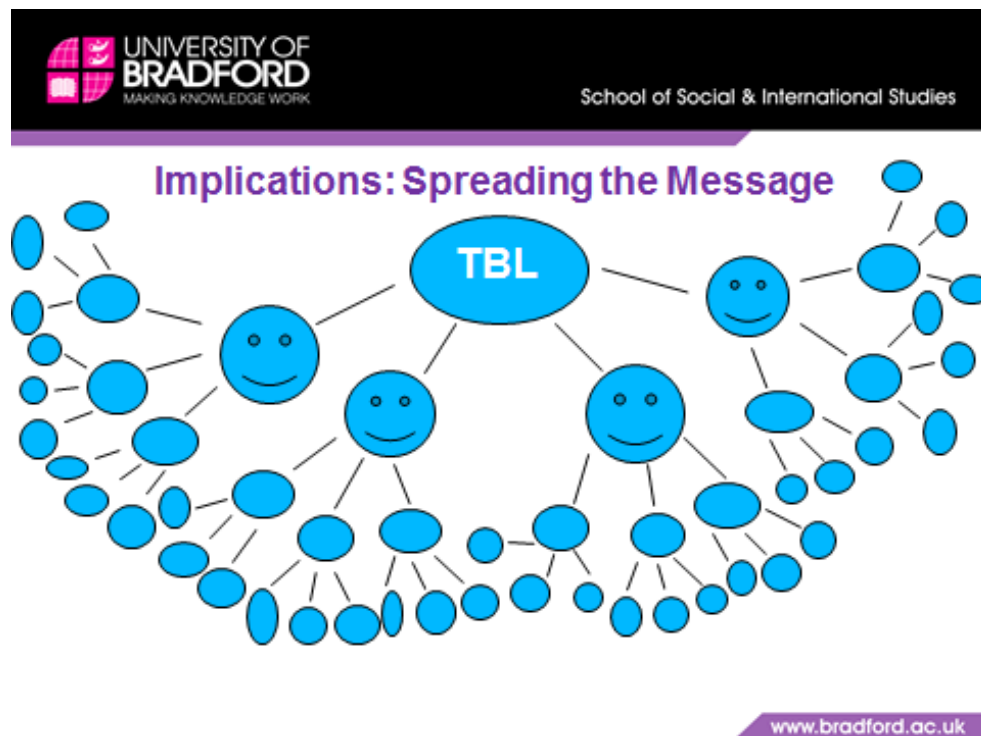 UNIVERSITY OF
BRADFORD
MAKING KNOWLEDGE WORK
School of Social & International Studies
Implications: Spreading the Message
TBL
www.bradford.ac.uk